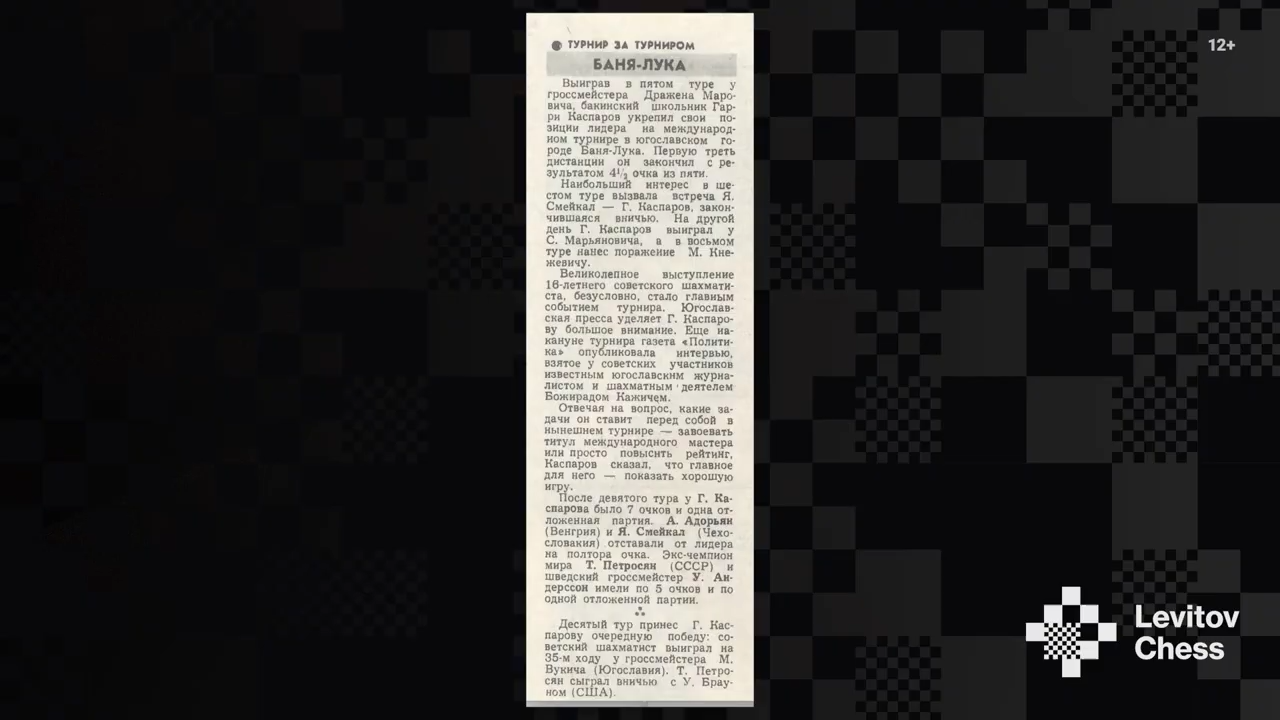 12+
● ТУРНИР ЗА ТУРНИРОМ
БАНЯ-ЛУКА
Выиграв в пятом туре у
гроссмейстера Дражена Маро-
вича, бакинский школьник Гар-
ри Каспаров укрепил свои по-
зиции лидера на международ-
ном турнире в югославском го-
роде Баня-Лука. Первую треть
дистанции он закончил с ре-
зультатом 4½ очка из пяти.
Наибольший интерес в ше-
стом туре вызвала встреча Я.
Смейкал — Г. Каспаров, закон-
чившаяся вничью. На другой
день Г. Каспаров выиграл у
С. Марьяновича, а в восьмом
туре нанес поражение М. Кне-
жевичу.
Великолепное выступление
16-летнего советского шахмати-
ста, безусловно, стало главным
событием турнира. Югослав-
ская пресса уделяет Г. Каспаро-
ву большое внимание. Еще на-
кануне турнира газета «Полити-
ка» опубликовала интервью,
взятое у советских участников
известным югославским журна-
листом и шахматным деятелем
Божирадом Кажичем.
Отвечая на вопрос, какие за-
дачи он ставит перед собой в
нынешнем турнире — завоевать
титул международного мастера
или просто повысить рейтинг,
Каспаров сказал, что главное
для него — показать хорошую
игру.
После девятого тура у Г. Ка-
спарова было 7 очков и одна от-
ложенная партия. А. Адорьян
(Венгрия) и Я. Смейкал (Чехо-
словакия) отставали от лидера
на полтора очка. Экс-чемпион
мира Т. Петросян (СССР) и
шведский гроссмейстер У. Ан-
дерссон имели по 5 очков и по
одной отложенной партии.
Десятый тур принес Г. Кас-
парову очередную победу: со-
ветский шахматист выиграл на
35-м ходу у гроссмейстера М.
Вукича (Югославия). Т. Петро-
сян сыграл вничью с У. Брау-
ном (США).
Levitov
Chess